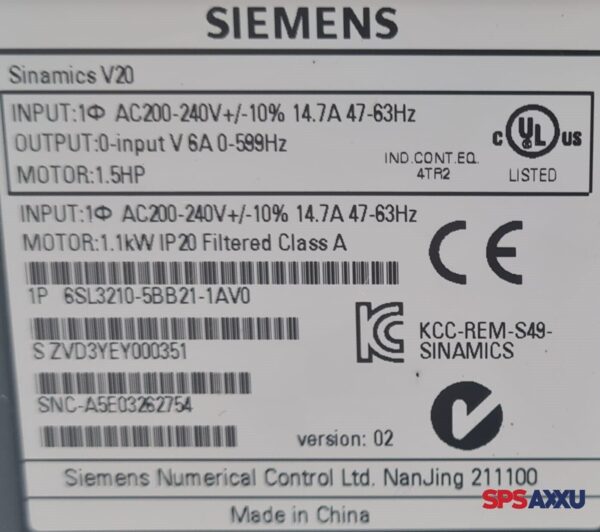 SIEMENS
Sinamics V20
INPUT:1Φ AC200-240V+/-10% 14.7A 47-63Hz
OUTPUT:0-input V 6A 0-599Hz
MOTOR:1.5HP
IND.CONT.EQ.
4TR2
C UL US
LISTED
INPUT:1Φ AC200-240V+/-10% 14.7A 47-63Hz
MOTOR:1.1kW IP20 Filtered Class A
CE
1P 6SL3210-5BB21-1AV0
KCC-REM-S49-
SINAMICS
S ZVD3YEY000351
SNC-A5E03262754
version: 02
Siemens Numerical Control Ltd. NanJing 211100
SPS AXXU
Made in China